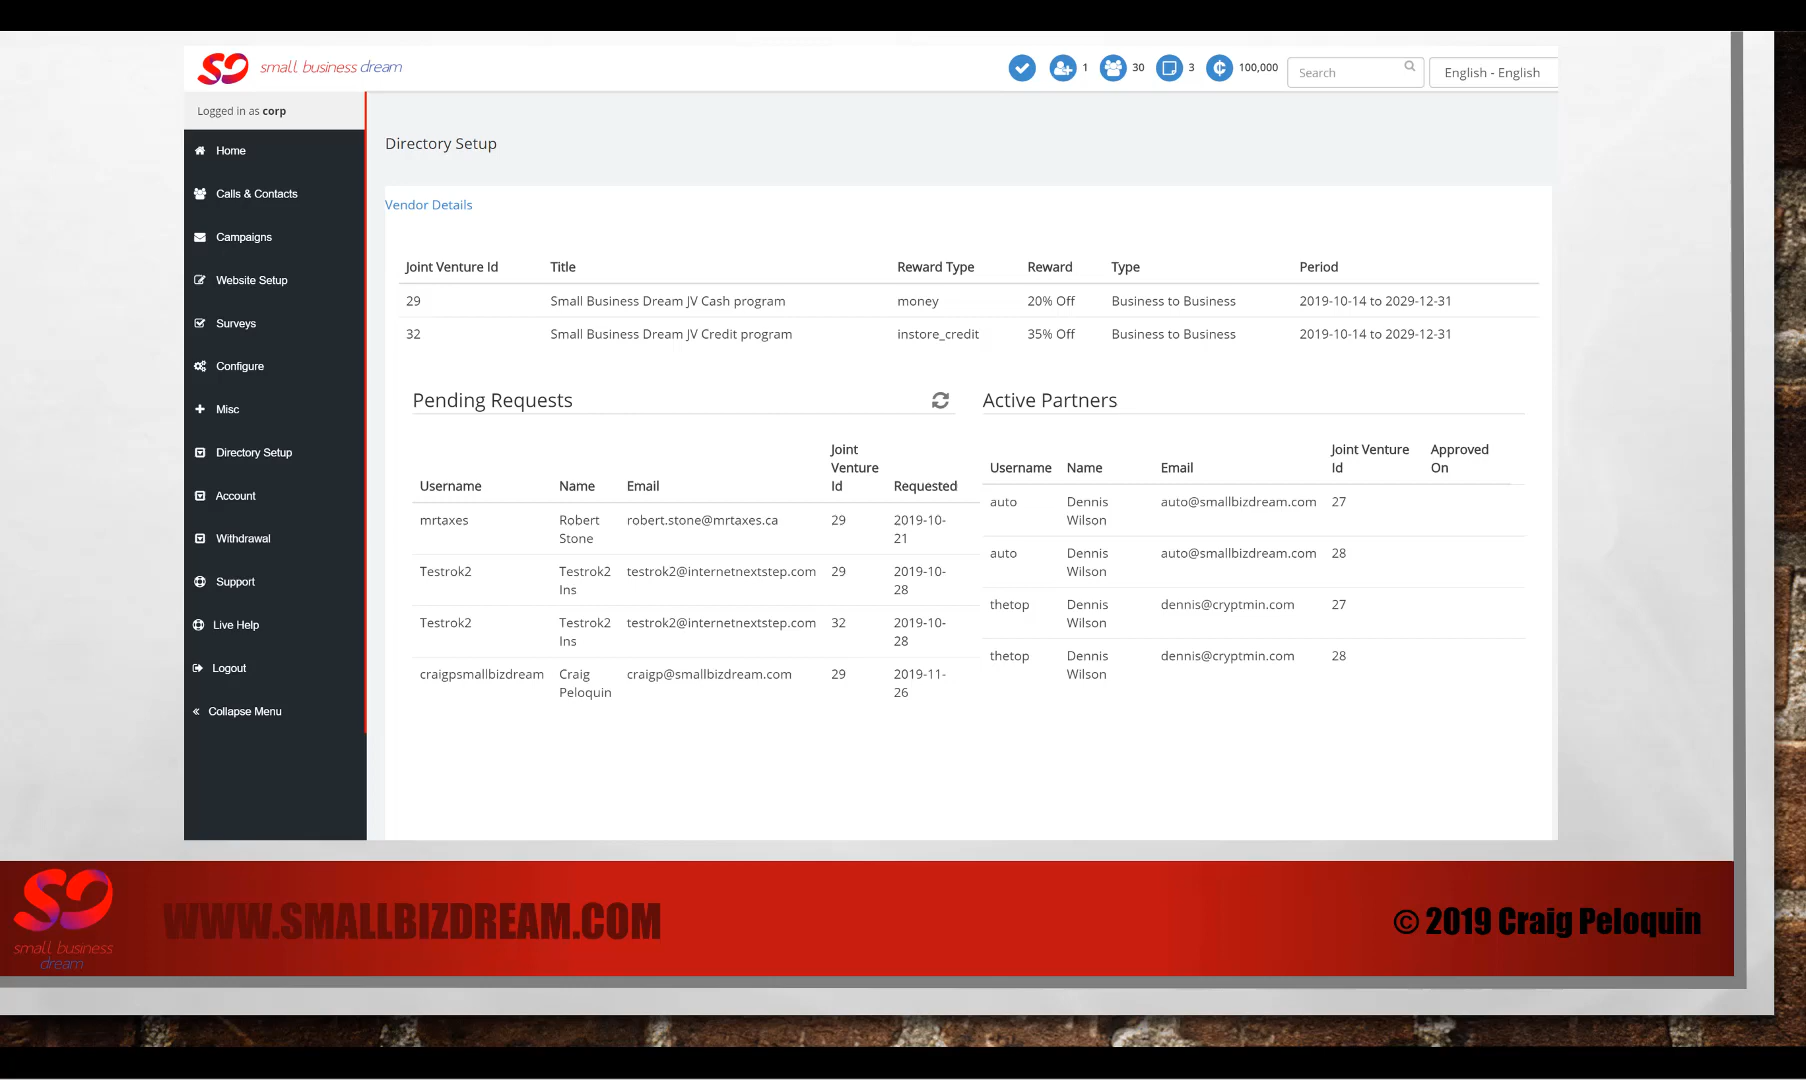 small business dream
1
30
3
100,000
Search
English - English
Logged in as corp
Home
Calls & Contacts
Campaigns
Website Setup
Surveys
Configure
Misc
Directory Setup
Account
Withdrawal
Support
Live Help
Logout
« Collapse Menu
Directory Setup
Vendor Details
Joint Venture Id Title Reward Type Reward Type Period
29 Small Business Dream JV Cash program money 20% Off Business to Business 2019-10-14 to 2029-12-31
32 Small Business Dream JV Credit program instore_credit 35% Off Business to Business 2019-10-14 to 2029-12-31
Pending Requests
Joint
Venture
Username Name Email Id Requested
mrtaxes Robert robert.stone@mrtaxes.ca 29 2019-10-
Stone 21
Testrok2 Testrok2 testrok2@internetnextstep.com 29 2019-10-
Ins 28
Testrok2 Testrok2 testrok2@internetnextstep.com 32 2019-10-
Ins 28
craigpsmallbizdream Craig craigp@smallbizdream.com 29 2019-11-
Peloquin 26
Active Partners
Joint Venture Approved
Username Name Email Id On
auto Dennis auto@smallbizdream.com 27
Wilson
auto Dennis auto@smallbizdream.com 28
Wilson
thetop Dennis dennis@cryptmin.com 27
Wilson
thetop Dennis dennis@cryptmin.com 28
Wilson
small business
dream
WWW.SMALLBIZDREAM.COM
© 2019 Craig Peloquin